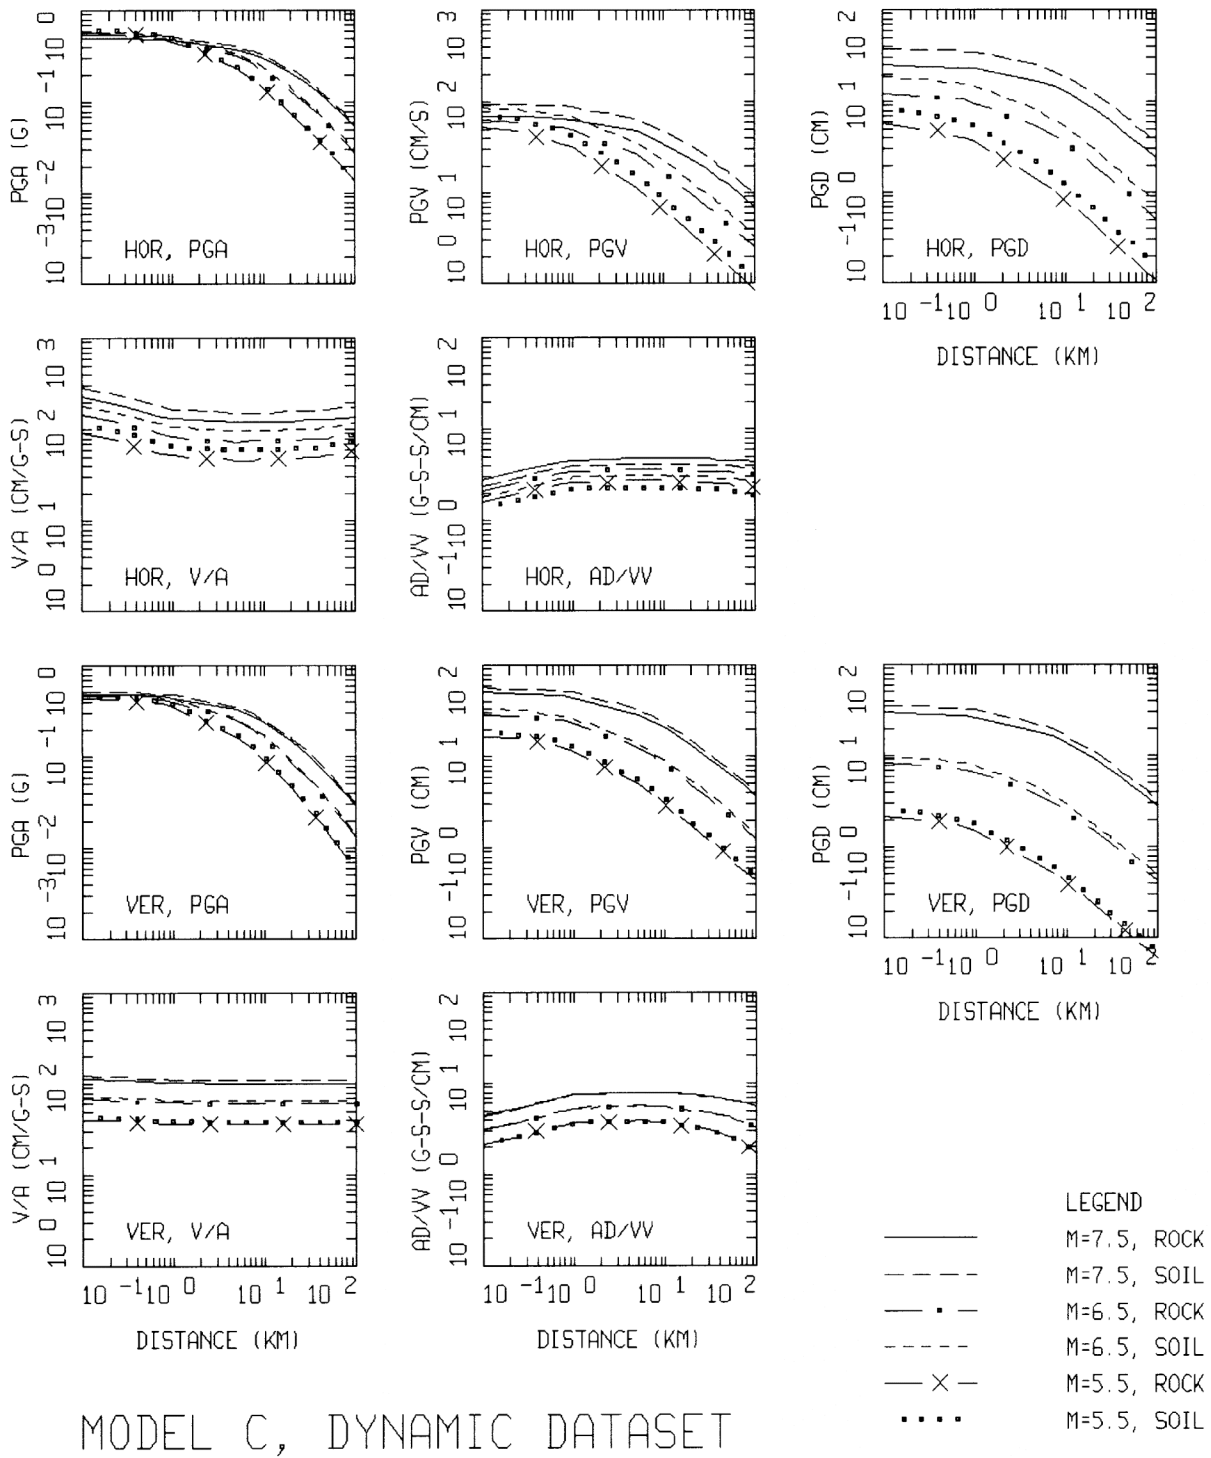 PGA (G)
10 -3 10 -2 10 -1 10 0
HOR, PGA
PGV (CM/S)
10 0 10 1 10 2 10 3
HOR, PGV
PGD (CM)
10 -1 10 0 10 1 10 2
HOR, PGD
10 -1 10 0 10 1 10 2
DISTANCE (KM)
V/A (CM/G-S)
10 0 10 1 10 2 10 3
HOR, V/A
AD/VV (G-S-S/CM)
10 -1 10 0 10 1 10 2
HOR, AD/VV
PGA (G)
10 -3 10 -2 10 -1 10 0
VER, PGA
PGV (CM)
10 -1 10 0 10 1 10 2
VER, PGV
PGD (CM)
10 -1 10 0 10 1 10 2
VER, PGD
10 -1 10 0 10 1 10 2
DISTANCE (KM)
V/A (CM/G-S)
10 0 10 1 10 2 10 3
VER, V/A
10 -1 10 0 10 1 10 2
DISTANCE (KM)
AD/VV (G-S-S/CM)
10 -1 10 0 10 1 10 2
VER, AD/VV
10 -1 10 0 10 1 10 2
DISTANCE (KM)
LEGEND
M=7.5, ROCK
M=7.5, SOIL
M=6.5, ROCK
M=6.5, SOIL
M=5.5, ROCK
M=5.5, SOIL
MODEL C, DYNAMIC DATASET